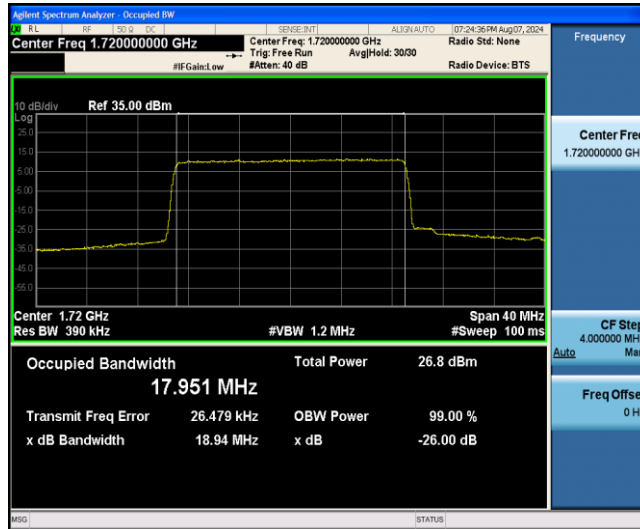 Agilent Spectrum Analyzer - Occupied BW
RL RF 50 Ω DC SENSE:INT ALIGN AUTO 07:24:36 PM Aug 07, 2024
Center Freq 1.720000000 GHz
Center Freq: 1.720000000 GHz
Radio Std: None
Trig: Free Run Avg|Hold: 30/30
#IFGain:Low
#Atten: 40 dB
Radio Device: BTS
10 dB/div Ref 35.00 dBm
Log
25.0
15.0
5.00
-5.00
-15.0
-25.0
-35.0
-45.0
-55.0
Center 1.72 GHz Span 40 MHz
Res BW 390 kHz #VBW 1.2 MHz #Sweep 100 ms
Occupied Bandwidth Total Power 26.8 dBm
17.951 MHz
Transmit Freq Error 26.479 kHz OBW Power 99.00 %
x dB Bandwidth 18.94 MHz x dB -26.00 dB
MSG STATUS
Frequency
Center Fre
1.720000000 GH
CF Step
4.000000 MH
Auto Ma
Freq Offse
0 H